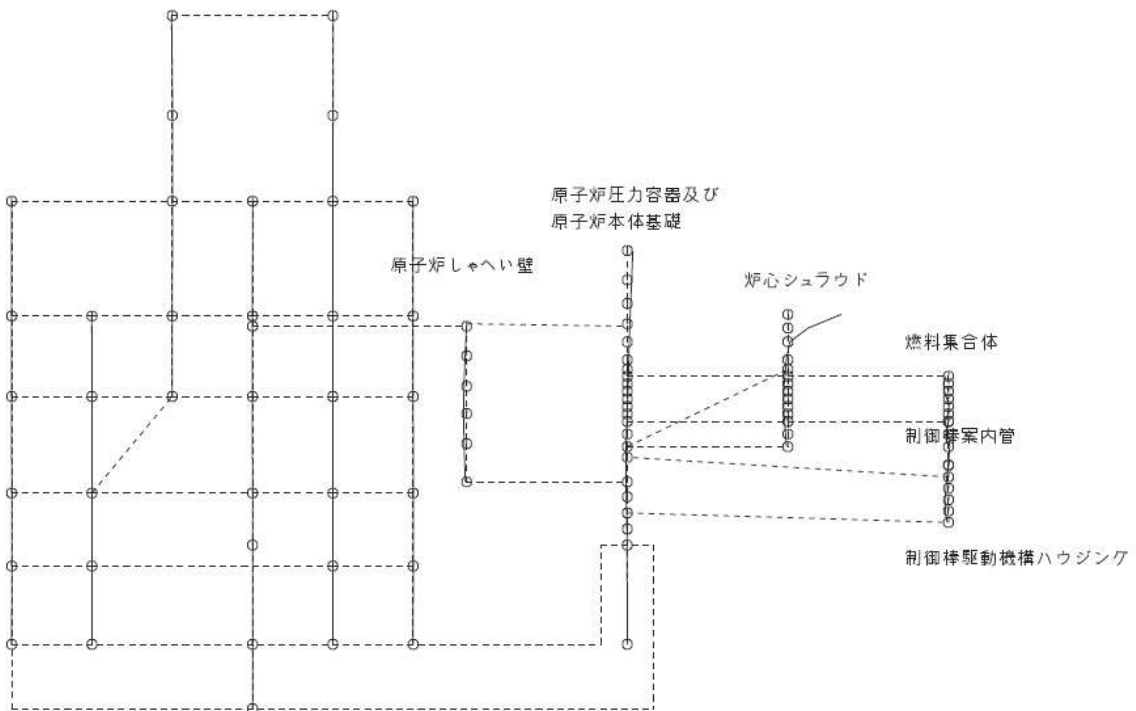 原子炉圧力容器及び
原子炉本体基礎
原子炉しゃへい壁
炉心シュラウド
燃料集合体
制御棒案内管
制御棒駆動機構ハウジング